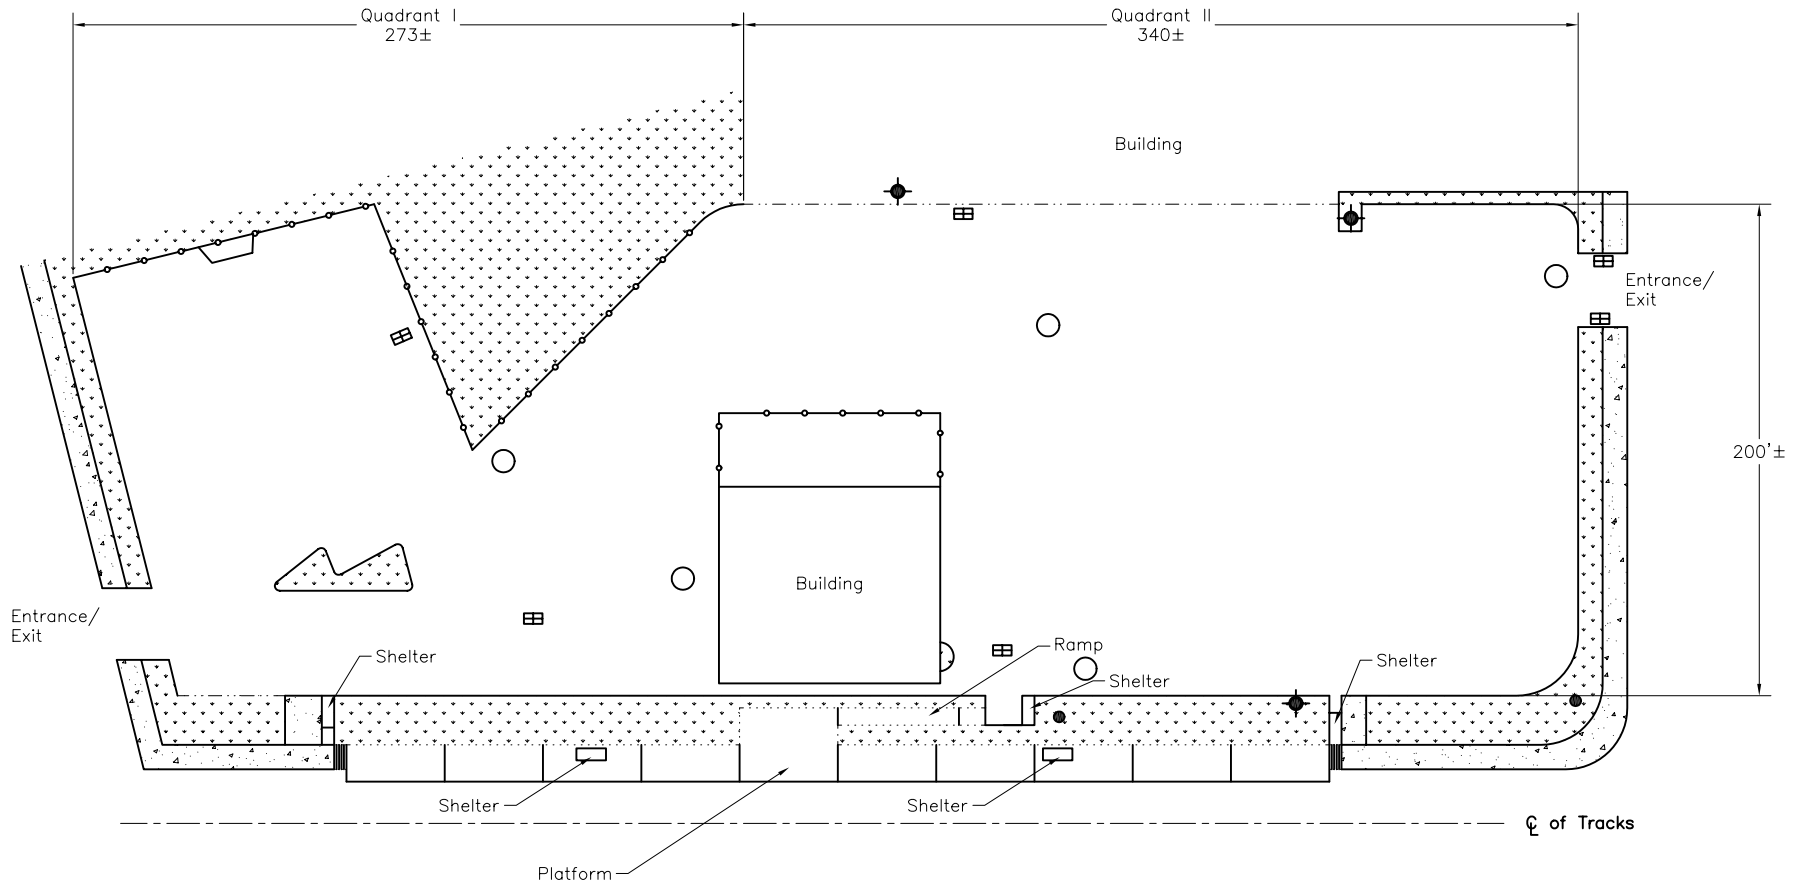 Quadrant I
273±
Quadrant II
340±
Building
Entrance/
Exit
200'±
Building
Entrance/
Exit
Shelter
Ramp
Shelter
Shelter
Shelter
Shelter
℄ of Tracks
Platform